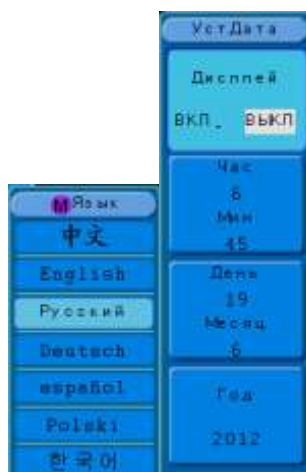 М Язык
中文
English
Русский
Deutsch
español
Polski
한국어
УстДата
Дисплей
ВКЛ. ВЫКЛ
Час
6
Мин
45
День
19
Месяц
6
Год
2012